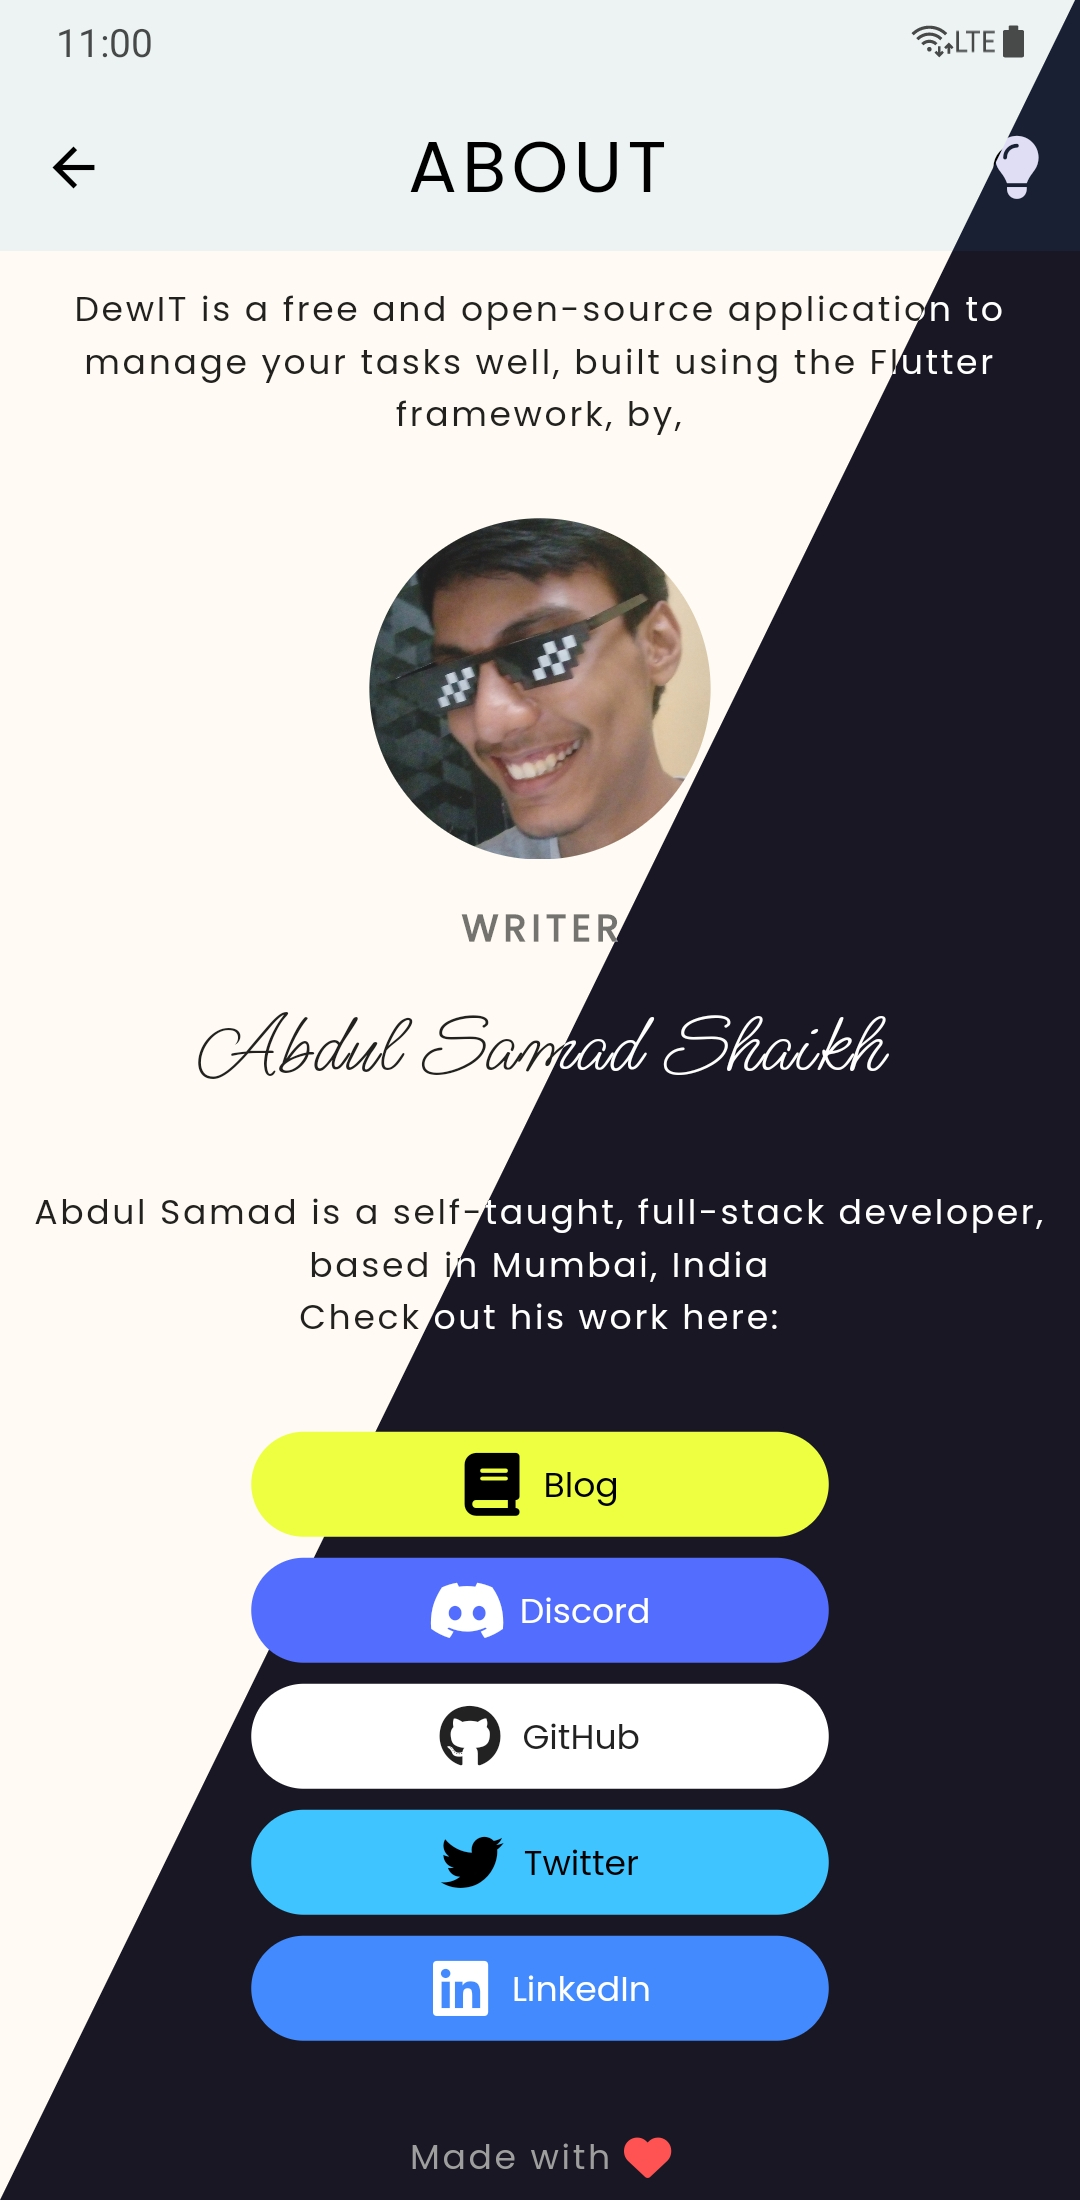 11:00
LTE
ABOUT
DewIT is a free and open-source application to
manage your tasks well, built using the Flutter
framework, by,
WRITER
Abdul Samad Shaikh
Abdul Samad is a self-taught, full-stack developer,
based in Mumbai, India
Check out his work here:
Blog
Discord
GitHub
Twitter
in LinkedIn
Made with